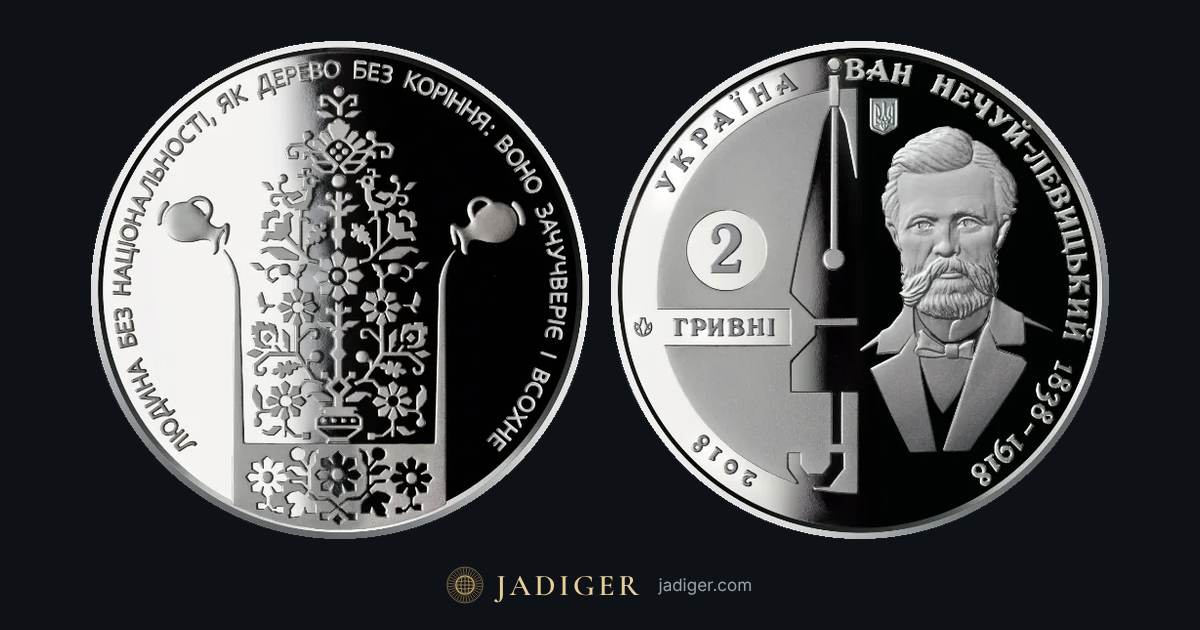 ЛЮДИНА БЕЗ НАЦІОНАЛЬНОСТІ, ЯК ДЕРЕВО БЕЗ КОРІННЯ: ВОНО ЗАЧУЧВЕРІЄ І ВСОХНЕ
УКРАЇНА
ІВАН НЕЧУЙ-ЛЕВИЦЬКИЙ 1838-1918
2
ГРИВНІ
2018
JADIGER jadiger.com